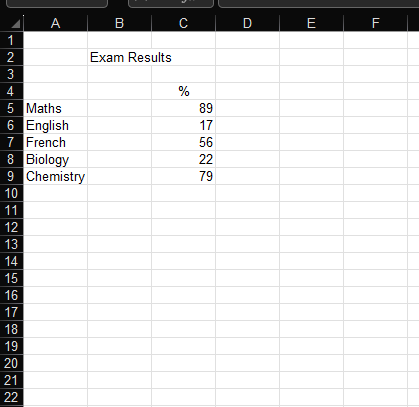 A B C D E F
1
2 Exam Results
3
4 %
5 Maths 89
6 English 17
7 French 56
8 Biology 22
9 Chemistry 79
10
11
12
13
14
15
16
17
18
19
20
21
22